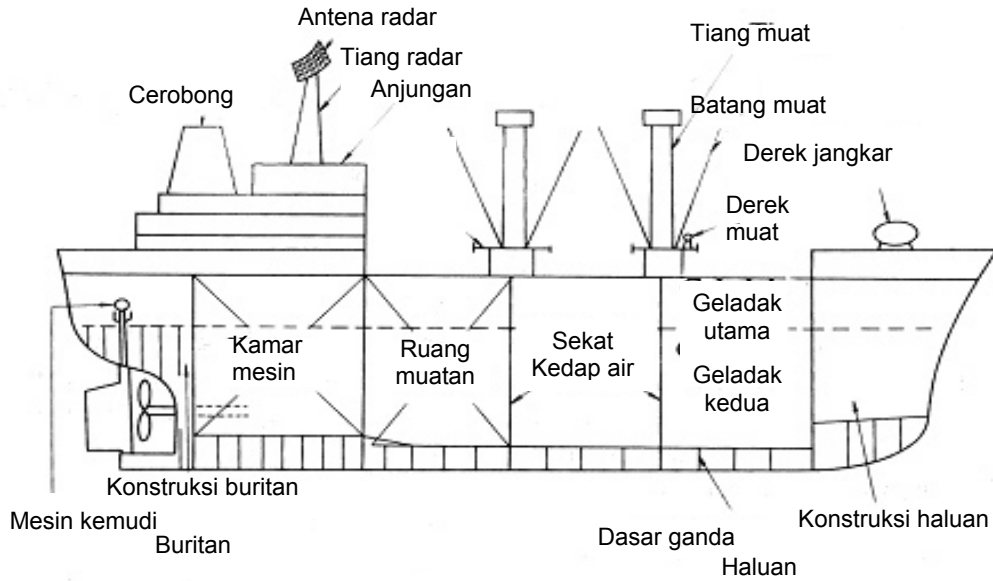 Antena radar
Tiang radar
Anjungan
Cerobong
Tiang muat
Batang muat
Derek jangkar
Derek
muat
Kamar
mesin
Ruang
muatan
Sekat
Kedap air
Geladak
utama
Geladak
kedua
Konstruksi buritan
Mesin kemudi
Buritan
Dasar ganda
Haluan
Konstruksi haluan